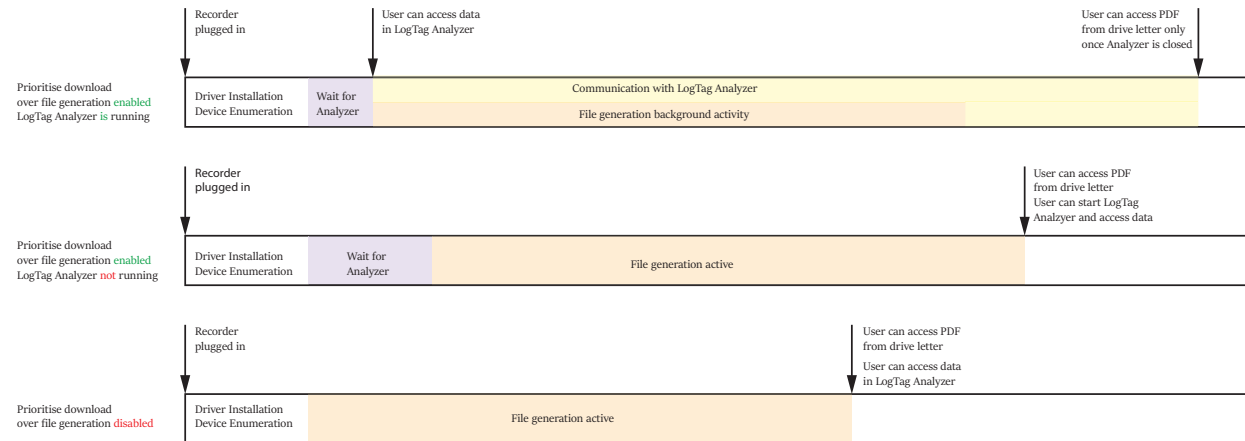 Recorder
plugged in
User can access data
in LogTag Analyzer
User can access PDF
from drive letter only
once Analyzer is closed
Prioritise download
over file generation enabled
LogTag Analyzer is running
Driver Installation
Device Enumeration
Wait for
Analyzer
Communication with LogTag Analyzer
File generation background activity
Recorder
plugged in
User can access PDF
from drive letter
User can start LogTag
Analzyer and access data
Prioritise download
over file generation enabled
LogTag Analyzer not running
Driver Installation
Device Enumeration
Wait for
Analyzer
File generation active
Recorder
plugged in
User can access PDF
from drive letter
User can access data
in LogTag Analyzer
Prioritise download
over file generation disabled
Driver Installation
Device Enumeration
File generation active